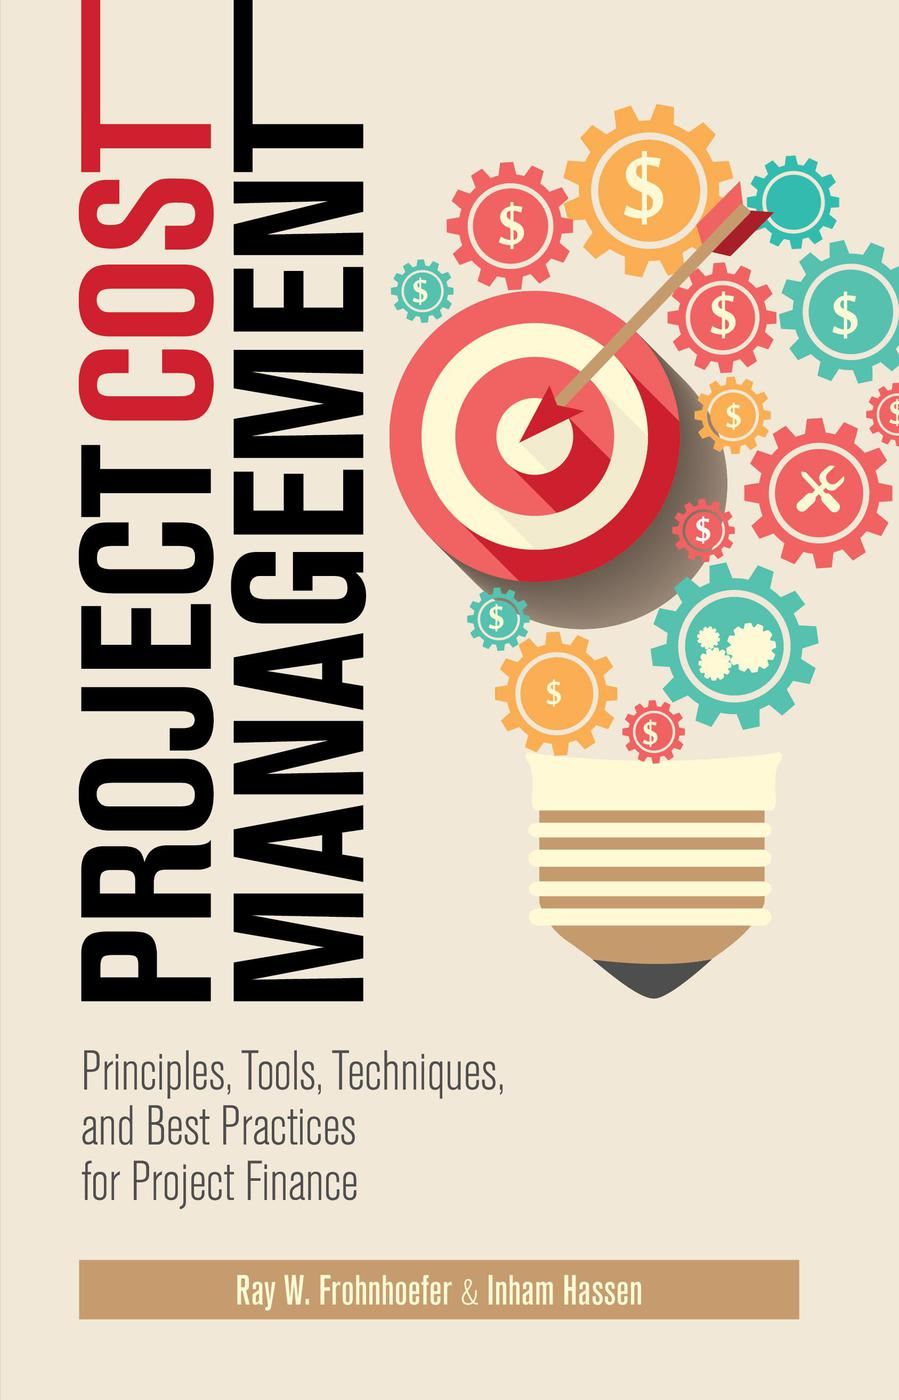 PROJECT COST
MANAGEMENT
$
$
$
$
$
$
$
$
$
$
$
Principles, Tools, Techniques,
and Best Practices
for Project Finance
Ray W. Frohnhoefer & Inham Hassen